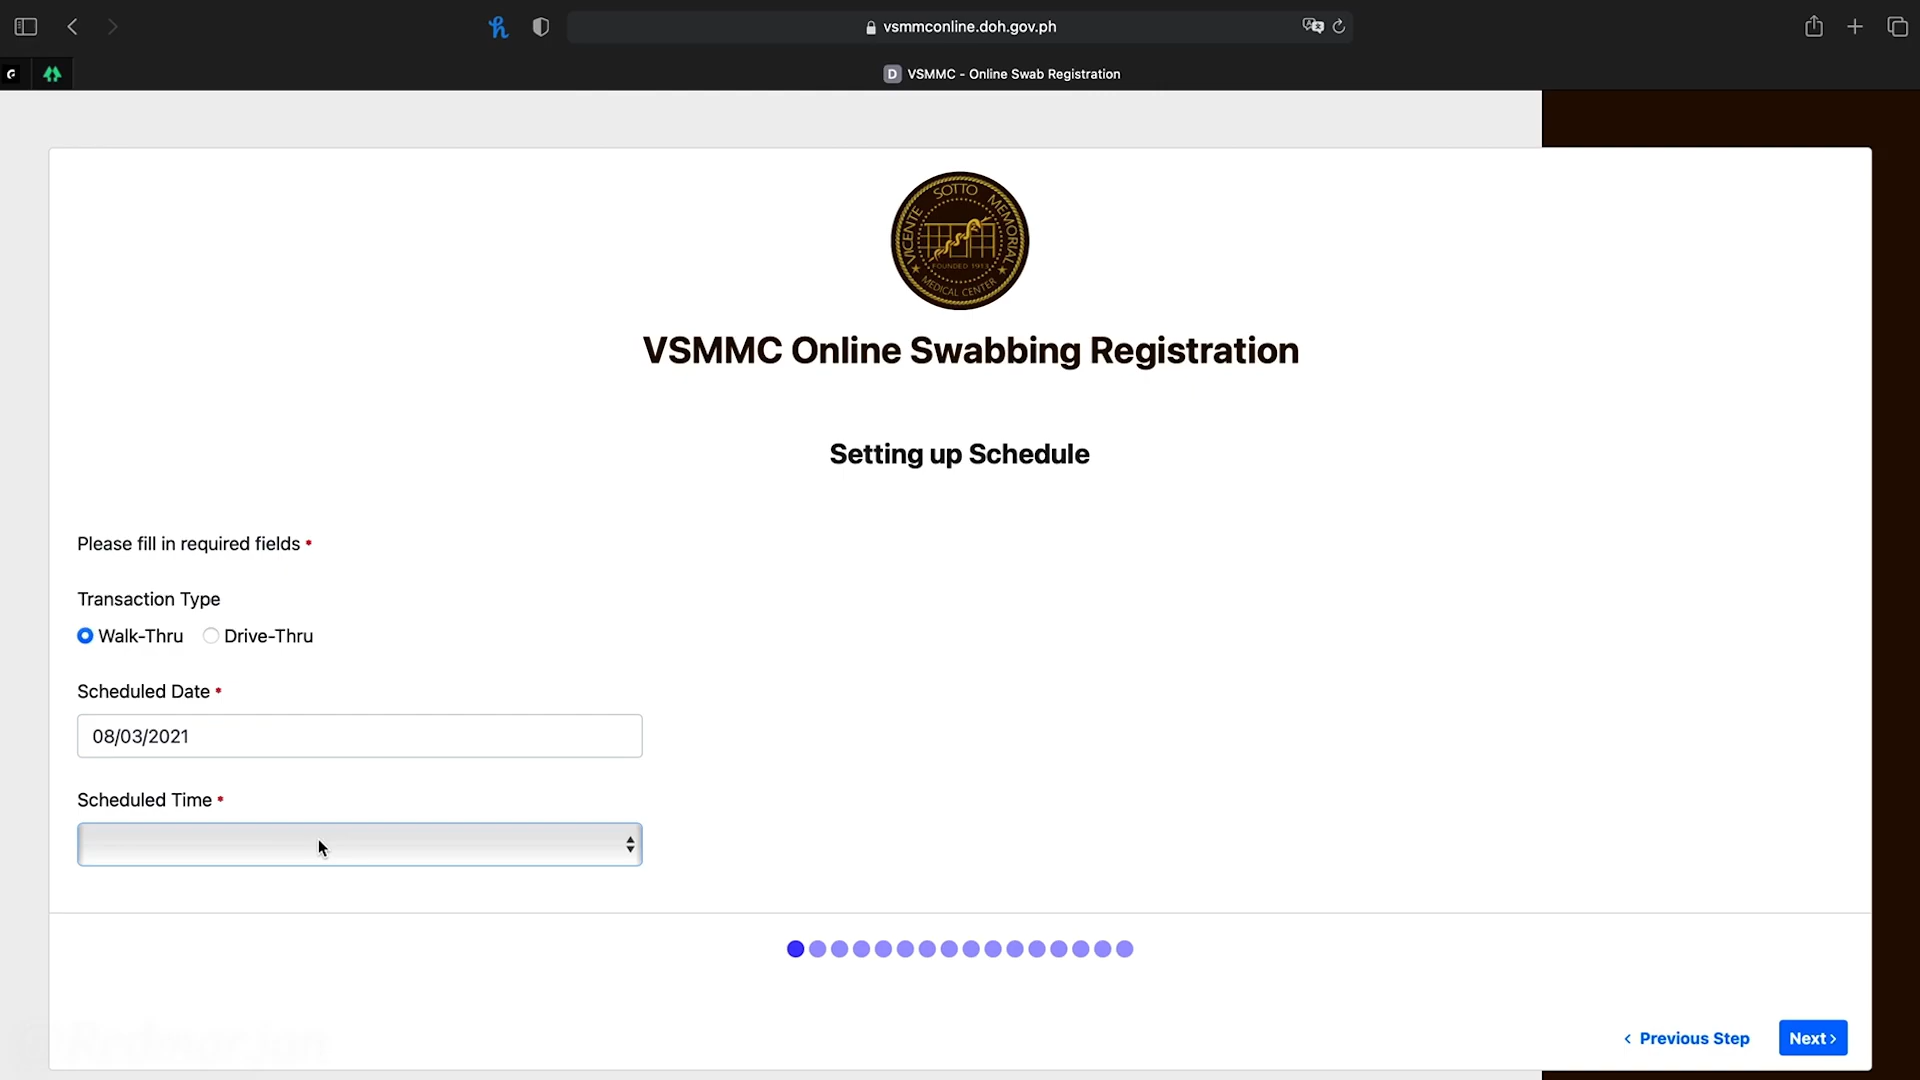 vsmmconline.doh.gov.ph
D VSMMC - Online Swab Registration
VICENTE SOTTO MEMORIAL
FOUNDED 1913
MEDICAL CENTER
VSMMC Online Swabbing Registration
Setting up Schedule
Please fill in required fields *
Transaction Type
Walk-Thru Drive-Thru
Scheduled Date *
08/03/2021
Scheduled Time *
< Previous Step Next >